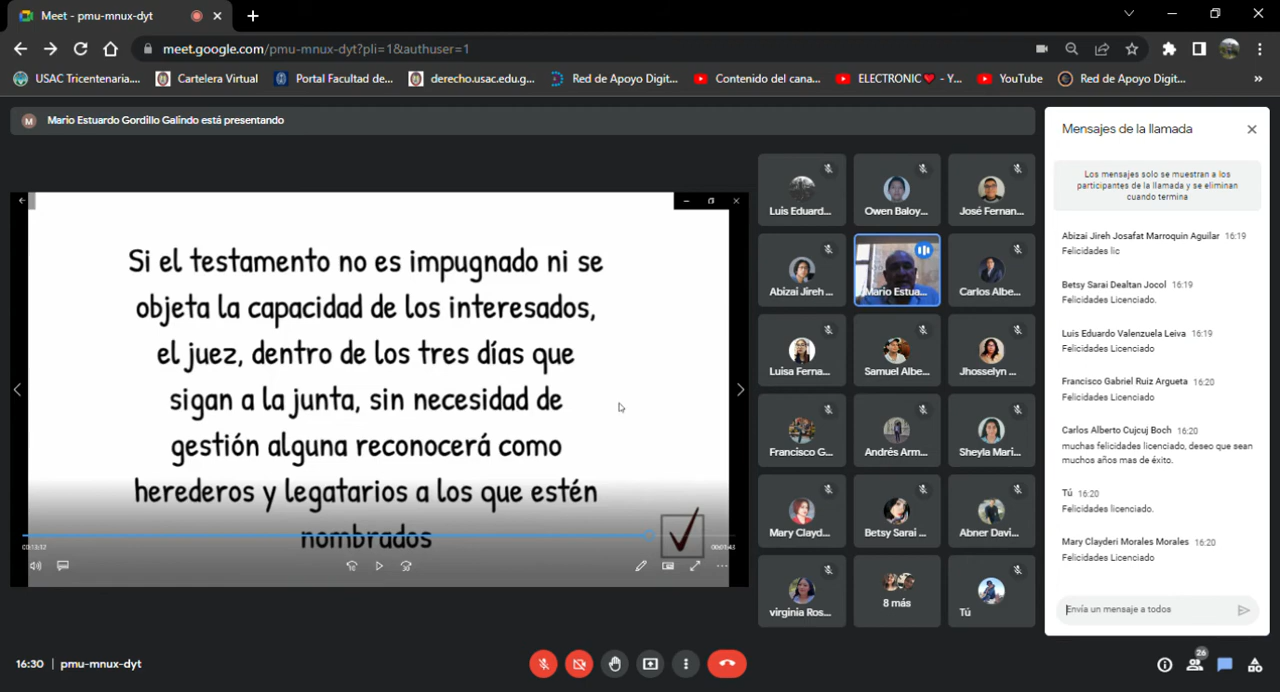 Meet - pmu-mnux-dyt
meet.google.com/pmu-mnux-dyt?pli=1&authuser=1
USAC Tricentenaria....
Cartelera Virtual
Portal Facultad de...
derecho.usac.edu.g...
Red de Apoyo Digit...
Contenido del cana...
ELECTRONIC❤ - Y...
YouTube
Red de Apoyo Digit...
»
M
Mario Estuardo Gordillo Galindo está presentando
Si el testamento no es impugnado ni se
objeta la capacidad de los interesados,
el juez, dentro de los tres días que
sigan a la junta, sin necesidad de
gestión alguna reconocerá como
herederos y legatarios a los que estén
nombrados
00:13:32
00:01:43
10
30
Luis Eduard...
Owen Baloy...
José Fernan...
Abizai Jireh ...
Mario Estua...
Carlos Albe...
Luisa Ferna...
Samuel Albe...
Jhosselyn ...
Francisco G...
Andrés Arm...
Sheyla Mari...
Mary Clayd...
Betsy Sarai ...
Abner Davi...
virginia Ros...
8 más
Tú
Mensajes de la llamada
Los mensajes solo se muestran a los
participantes de la llamada y se eliminan
cuando termina
Abizai Jireh Josafat Marroquin Aguilar 16:19
Felicidades lic
Betsy Sarai Dealtan Jocol 16:19
Felicidades Licenciado.
Luis Eduardo Valenzuela Leiva 16:19
Felicidades Licenciado
Francisco Gabriel Ruiz Argueta 16:20
Felicidades Licenciado
Carlos Alberto Cujcuj Boch 16:20
muchas felicidades licenciado, deseo que sean
muchos años mas de éxito.
Tú 16:20
Felicidades licenciado.
Mary Clayderi Morales Morales 16:20
Felicidades Licenciado
Envía un mensaje a todos
16:30 | pmu-mnux-dyt
26